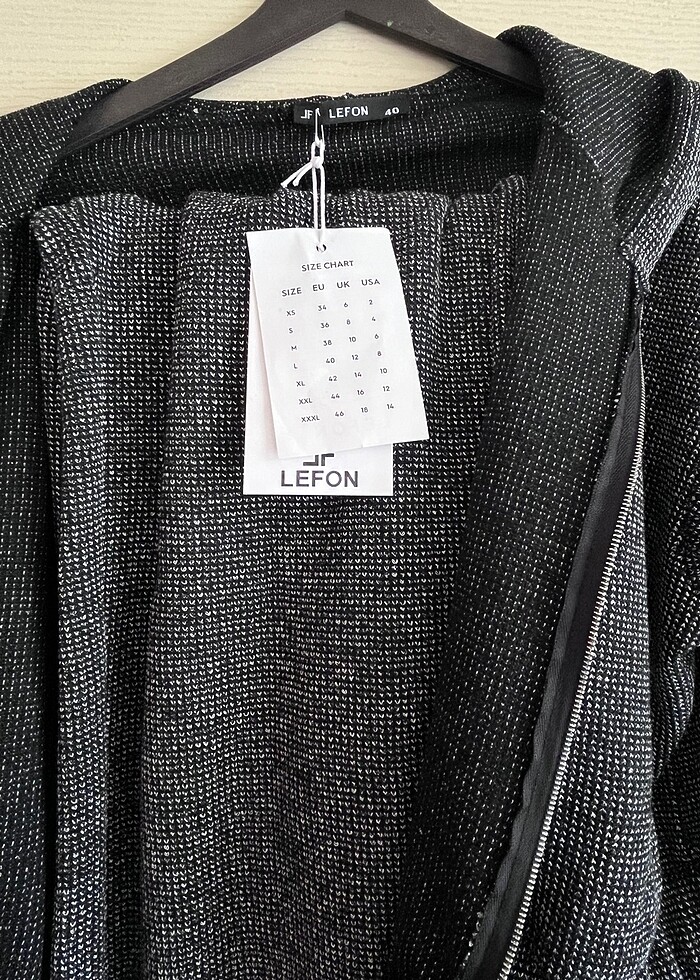 LEFON 40
SIZE CHART
SIZE EU UK USA
XS 34 6 2
S 36 8 4
M 38 10 6
L 40 12 8
XL 42 14 10
XXL 44 16 12
XXXL 46 18 14
LEFON